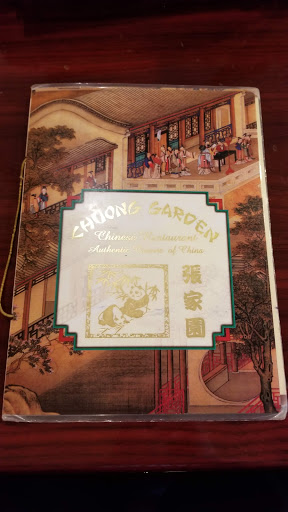 CHUONG GARDEN
Chinese Restaurant
Authentic Cuisine of China
張家園